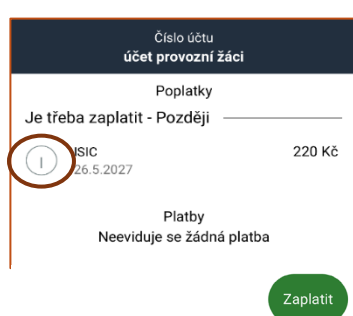 Číslo účtu
účet provozní žáci
Poplatky
Je třeba zaplatit - Později
I ISIC 220 Kč
26.5.2027
Platby
Neeviduje se žádná platba
Zaplatit